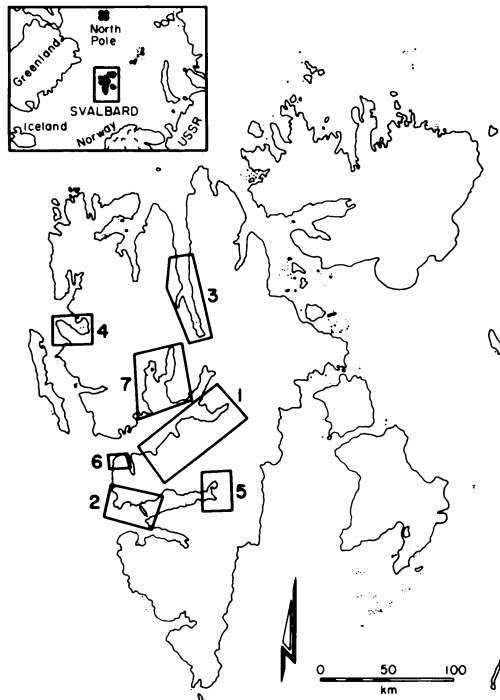 North
Pole
Greenland
SVALBARD
Iceland
Norway
USSR
3
4
7
1
6
2
5
0 50 100
km